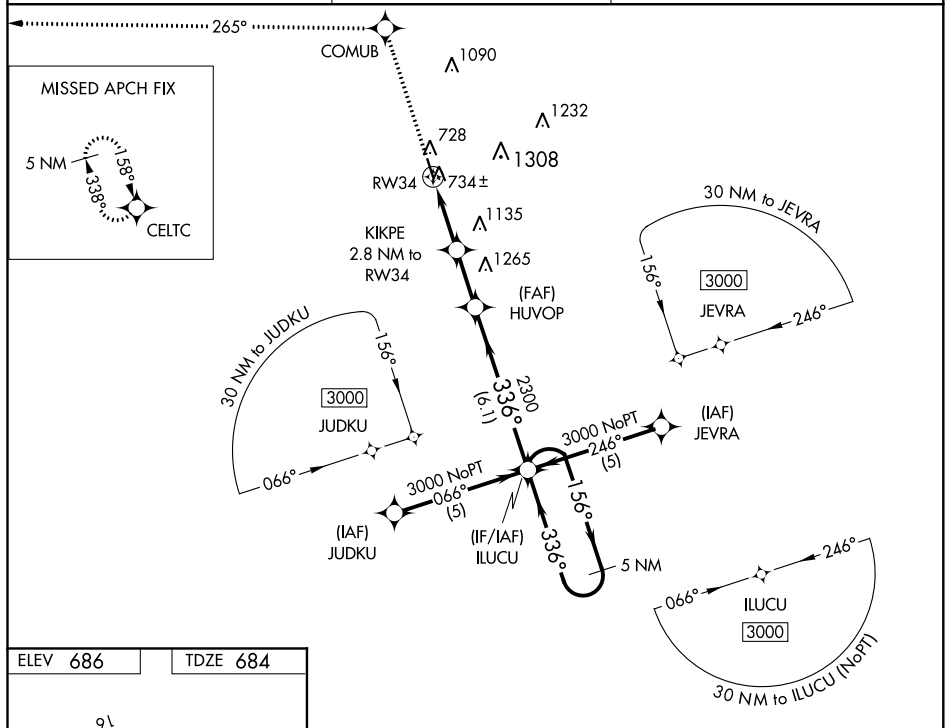 265°
COMUB
1090
MISSED APCH FIX
5 NM
158°
338°
CELTC
1232
728
1308
RW34
734±
1135
KIKPE
2.8 NM to
RW34
1265
(FAF)
HUVOP
30 NM to JEVRA
156°
3000
JEVRA
246°
30 NM to JUDKU
156°
3000
JUDKU
066°
2300
336°
(6.1)
3000 NoPT
246°
(5)
(IAF)
JEVRA
3000 NoPT
066°
(5)
(IAF)
JUDKU
(IF/IAF)
ILUCU
156°
336°
5 NM
246°
066°
ILUCU
3000
30 NM to ILUCU (NoPT)
ELEV 686
TDZE 684
16